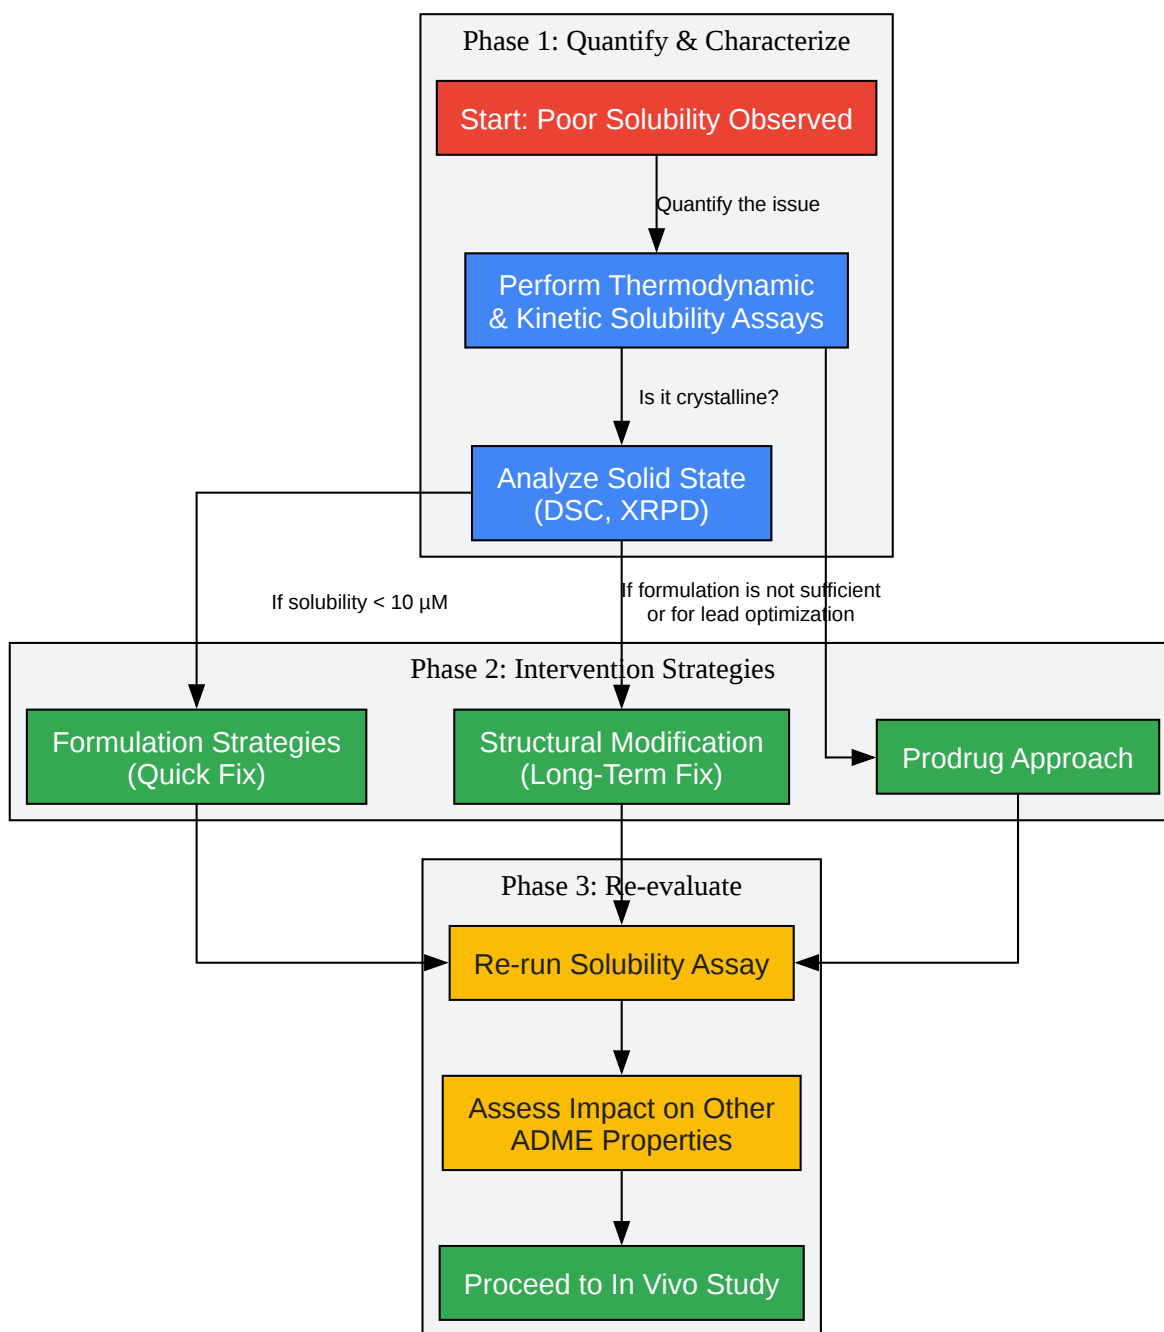 Phase 1: Quantify & Characterize
Start: Poor Solubility Observed
Quantify the issue
Perform Thermodynamic
& Kinetic Solubility Assays
Is it crystalline?
Analyze Solid State
(DSC, XRPD)
If solubility < 10 µM
If formulation is not sufficient
or for lead optimization
Phase 2: Intervention Strategies
Formulation Strategies
(Quick Fix)
Structural Modification
(Long-Term Fix)
Prodrug Approach
Phase 3: Re-evaluate
Re-run Solubility Assay
Assess Impact on Other
ADME Properties
Proceed to In Vivo Study